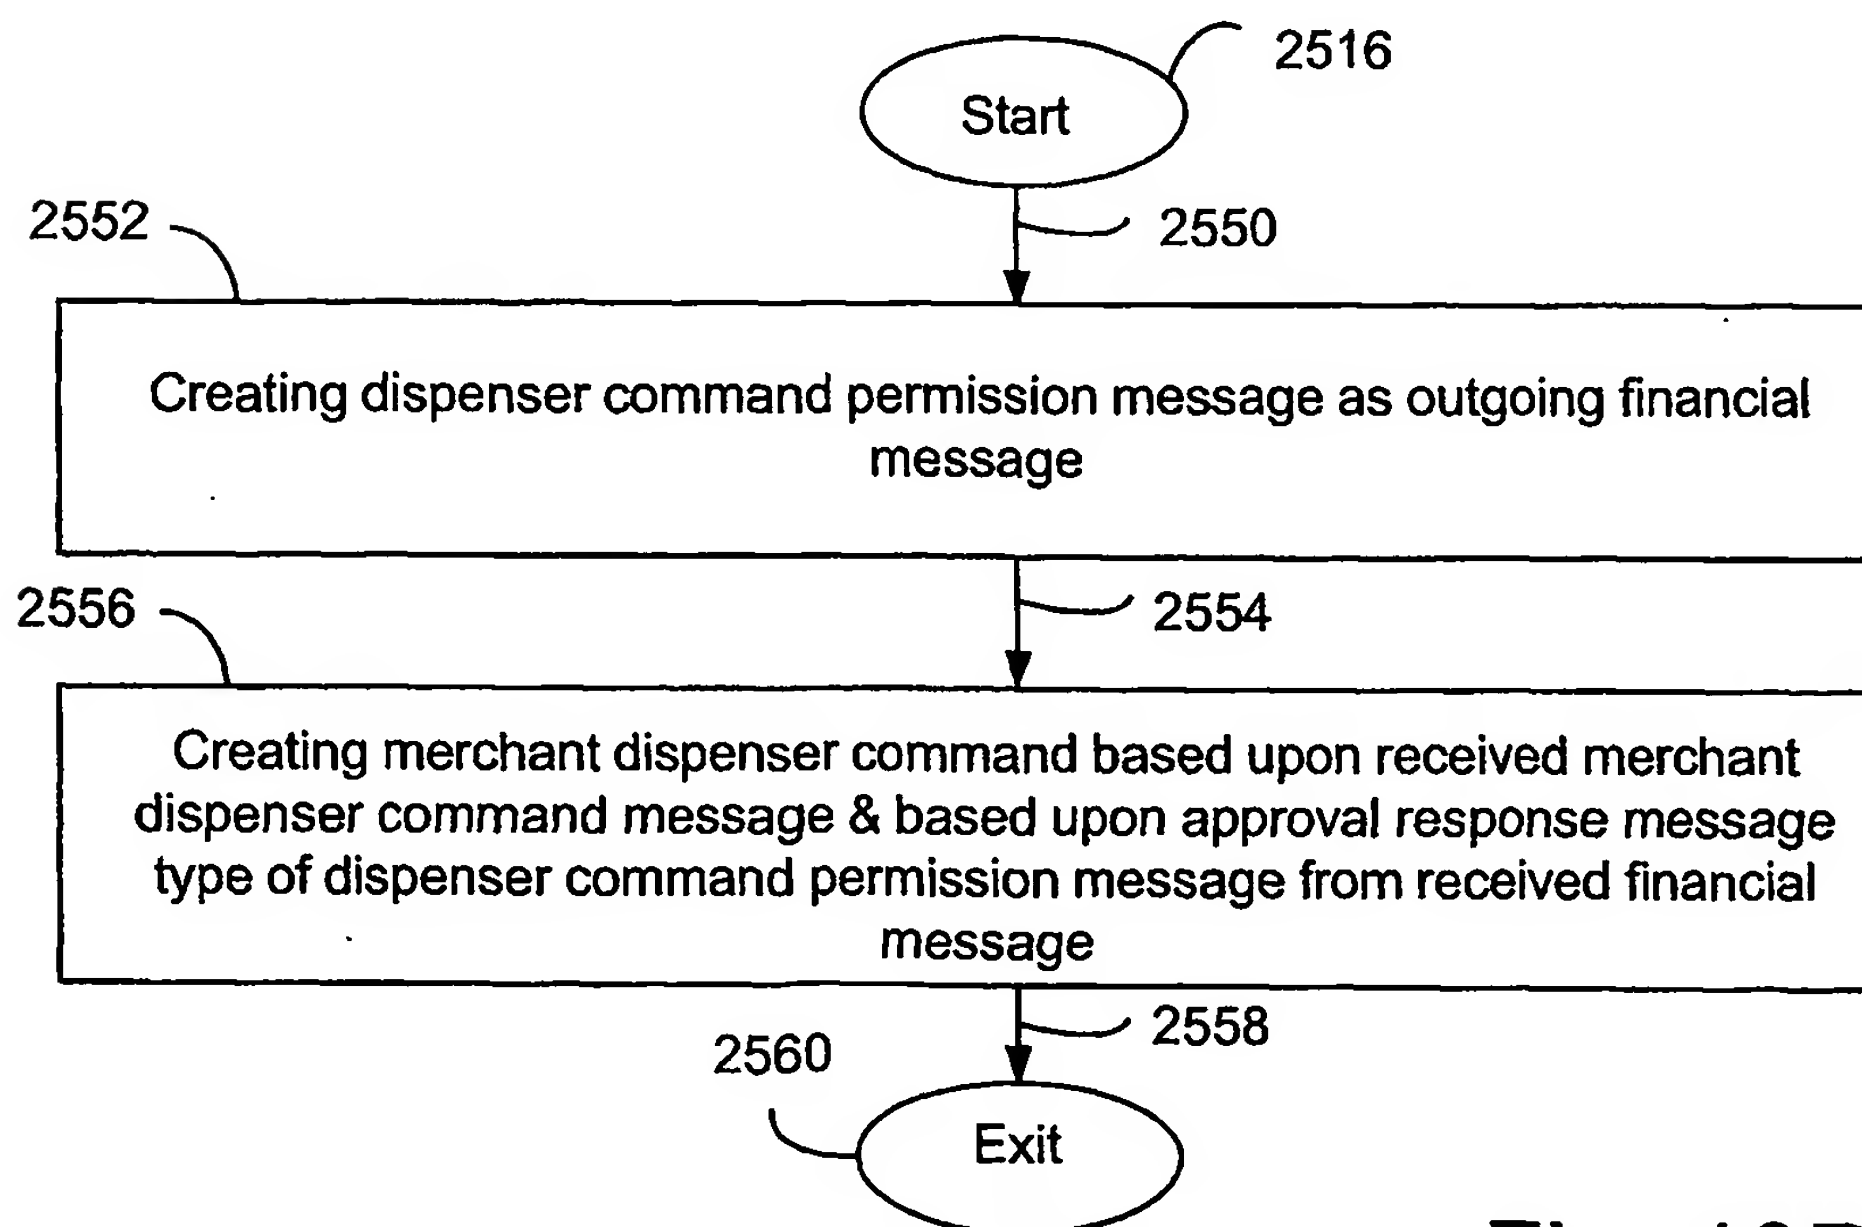 Start
2516
2550
2552
Creating dispenser command permission message as outgoing financial
message
2554
2556
Creating merchant dispenser command based upon received merchant
dispenser command message & based upon approval response message
type of dispenser command permission message from received financial
message
2558
2560
Exit